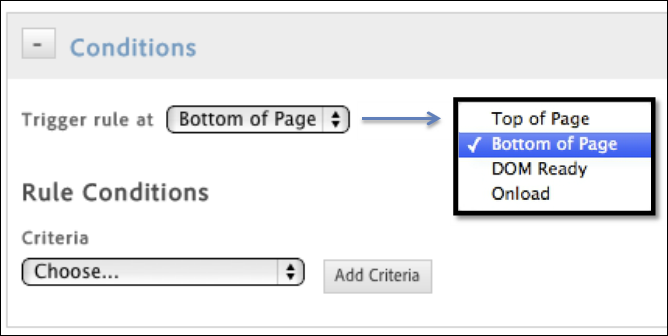 - Conditions
Trigger rule at Bottom of Page
Top of Page
✓ Bottom of Page
DOM Ready
Onload
Rule Conditions
Criteria
Choose...
Add Criteria